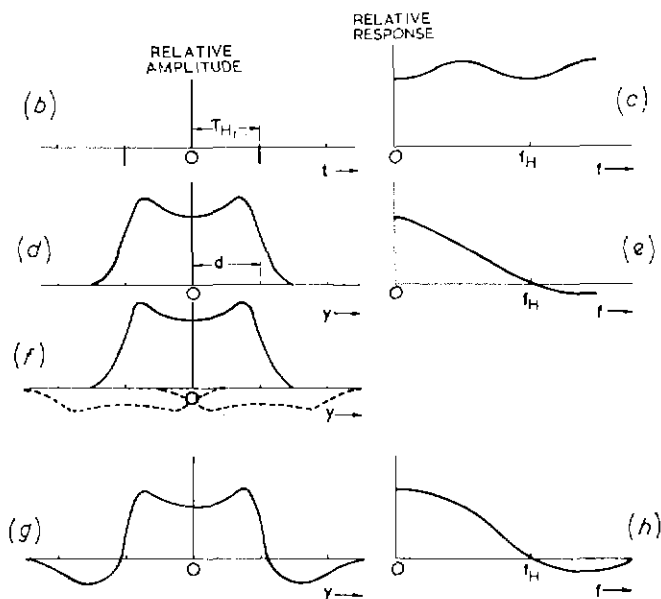 RELATIVE
AMPLITUDE
RELATIVE
RESPONSE
(b)
T_H1
O
t
(c)
O
f_H
f
(d)
d
O
y
(e)
O
f_H
f
(f)
O
y
(g)
O
y
(h)
O
f_H
f